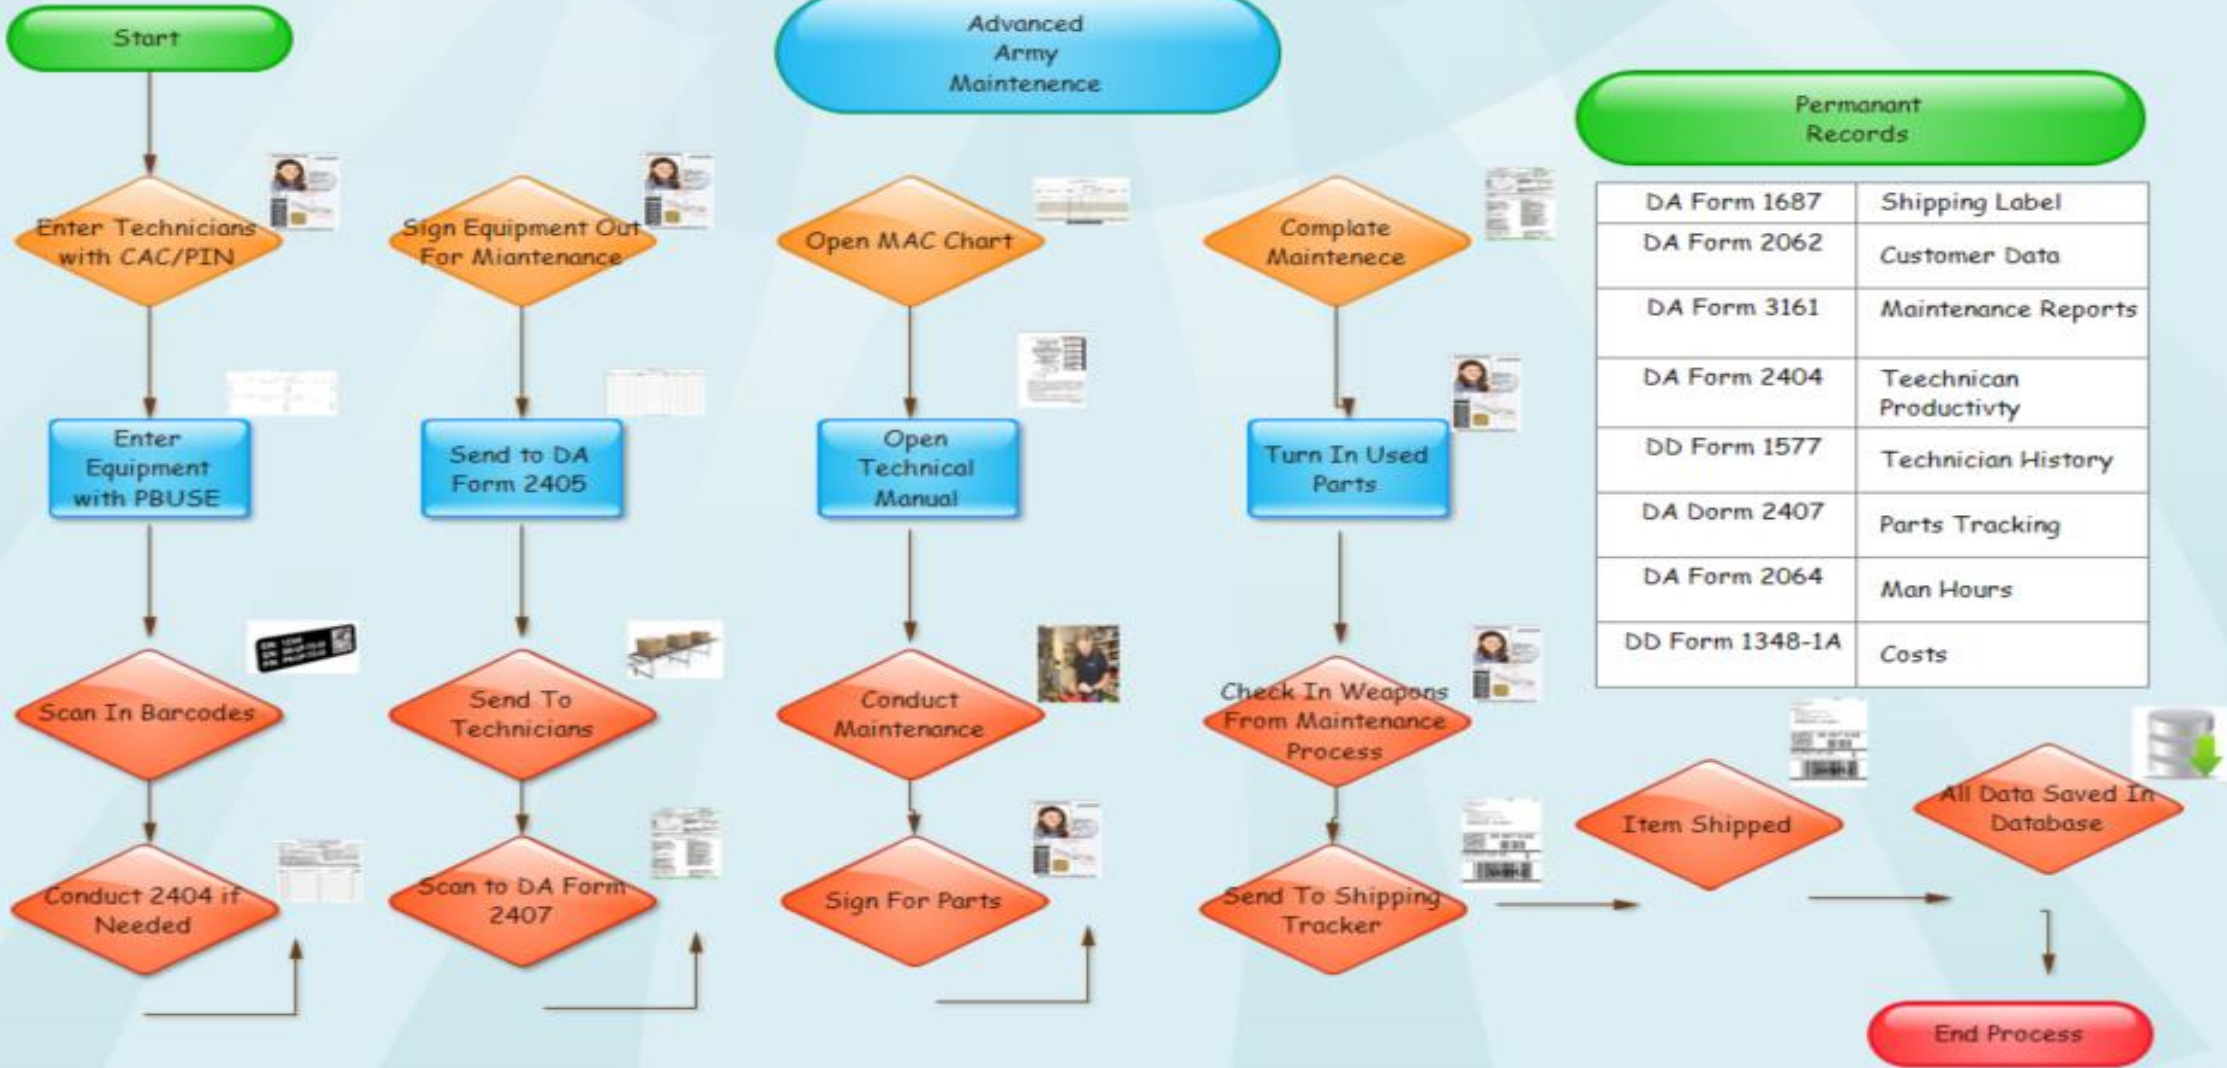 Start
Advanced
Army
Maintenence
Permanant
Records
Enter Technicians
with CAC/PIN
Enter
Equipment
with PBUSE
Scan In Barcodes
Conduct 2404 if
Needed
Sign Equipment Out
For Miantenance
Send to DA
Form 2405
Send To
Technicians
Scan to DA Form
2407
Open MAC Chart
Open
Technical
Manual
Conduct
Maintenance
Sign For Parts
Complate
Maintenece
Turn In Used
Parts
Check In Weapons
From Maintenance
Process
Send To Shipping
Tracker
DA Form 1687 Shipping Label
DA Form 2062 Customer Data
DA Form 3161 Maintenance Reports
DA Form 2404 Teechnican
Productivty
DD Form 1577 Technician History
DA Dorm 2407 Parts Tracking
DA Form 2064 Man Hours
DD Form 1348-1A Costs
Item Shipped
All Data Saved In
Database
End Process